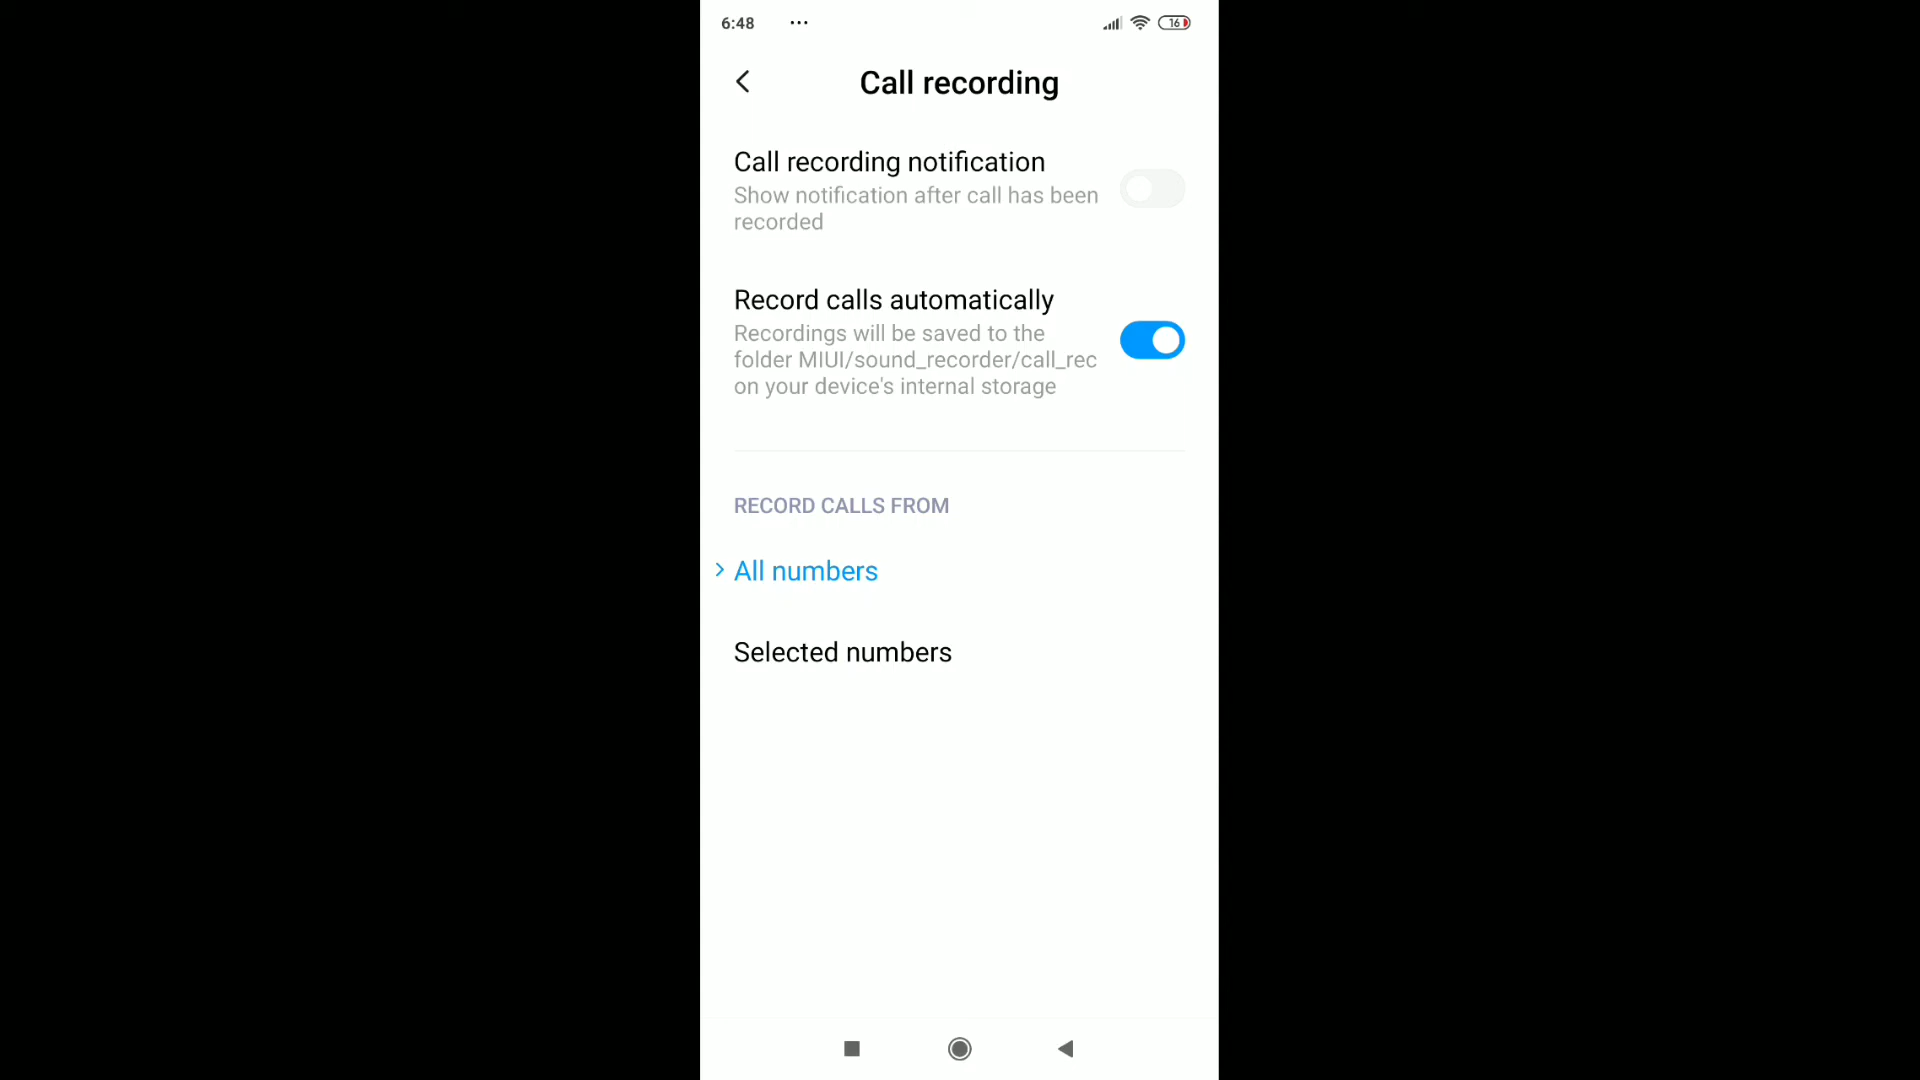 6:48 ... 16
Call recording
Call recording notification
Show notification after call has been
recorded
Record calls automatically
Recordings will be saved to the
folder MIUI/sound_recorder/call_rec
on your device's internal storage
RECORD CALLS FROM
All numbers
Selected numbers